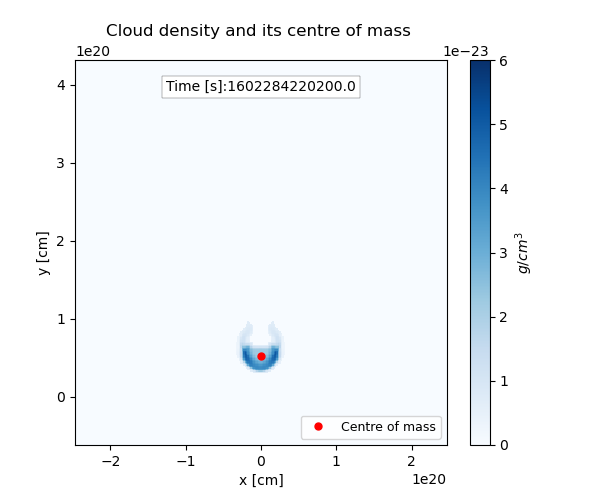 Cloud density and its centre of mass
1e20
1e−23
Time [s]:1602284220200.0
4
3
2
1
0
y [cm]
−2
−1
0
1
2
1e20
x [cm]
Centre of mass
6
5
4
3
2
1
0
g/cm³